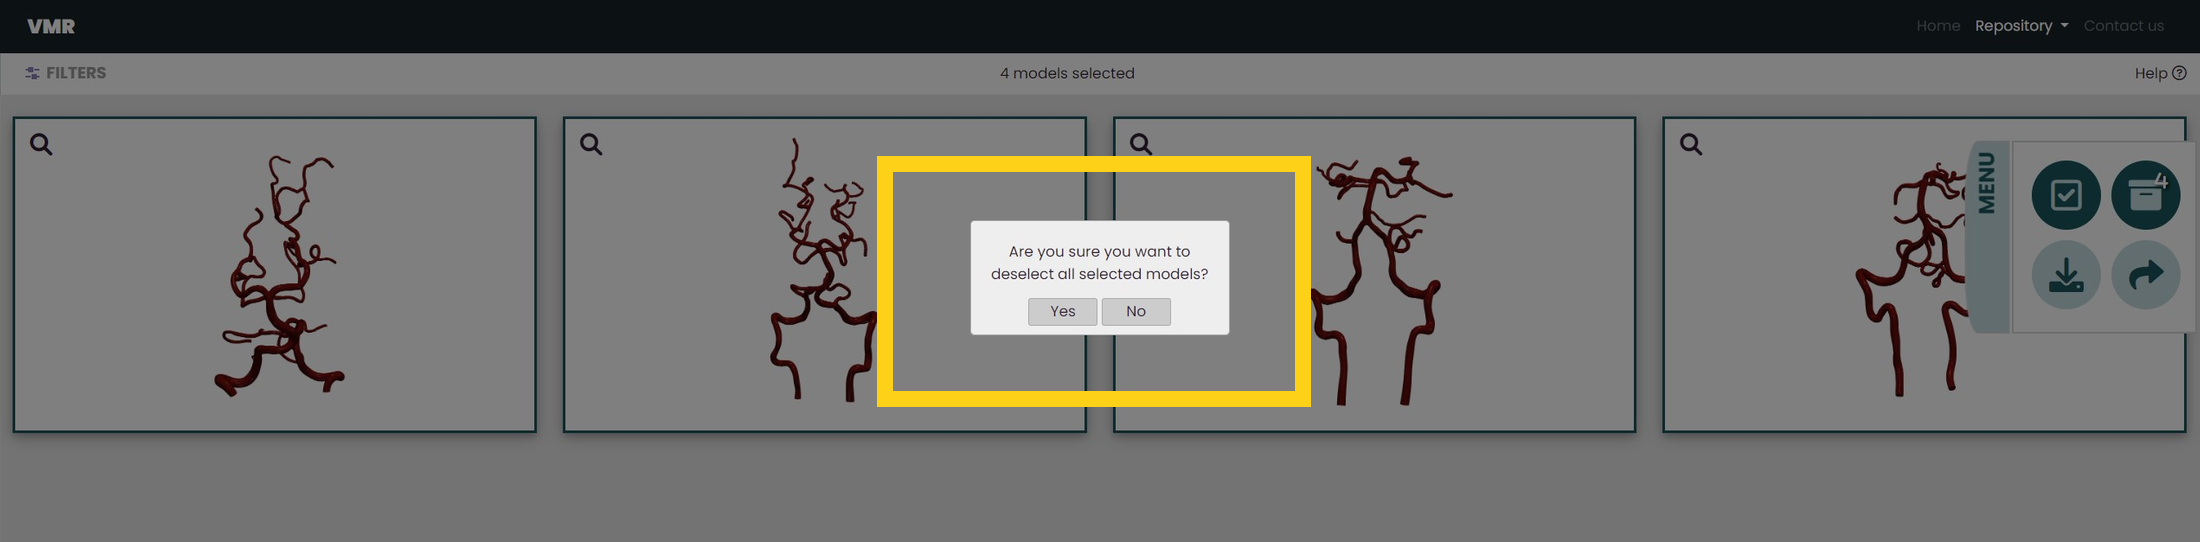 VMR
Home Repository Contact us
FILTERS
4 models selected
Help
MENU
4
Are you sure you want to
deselect all selected models?
Yes No